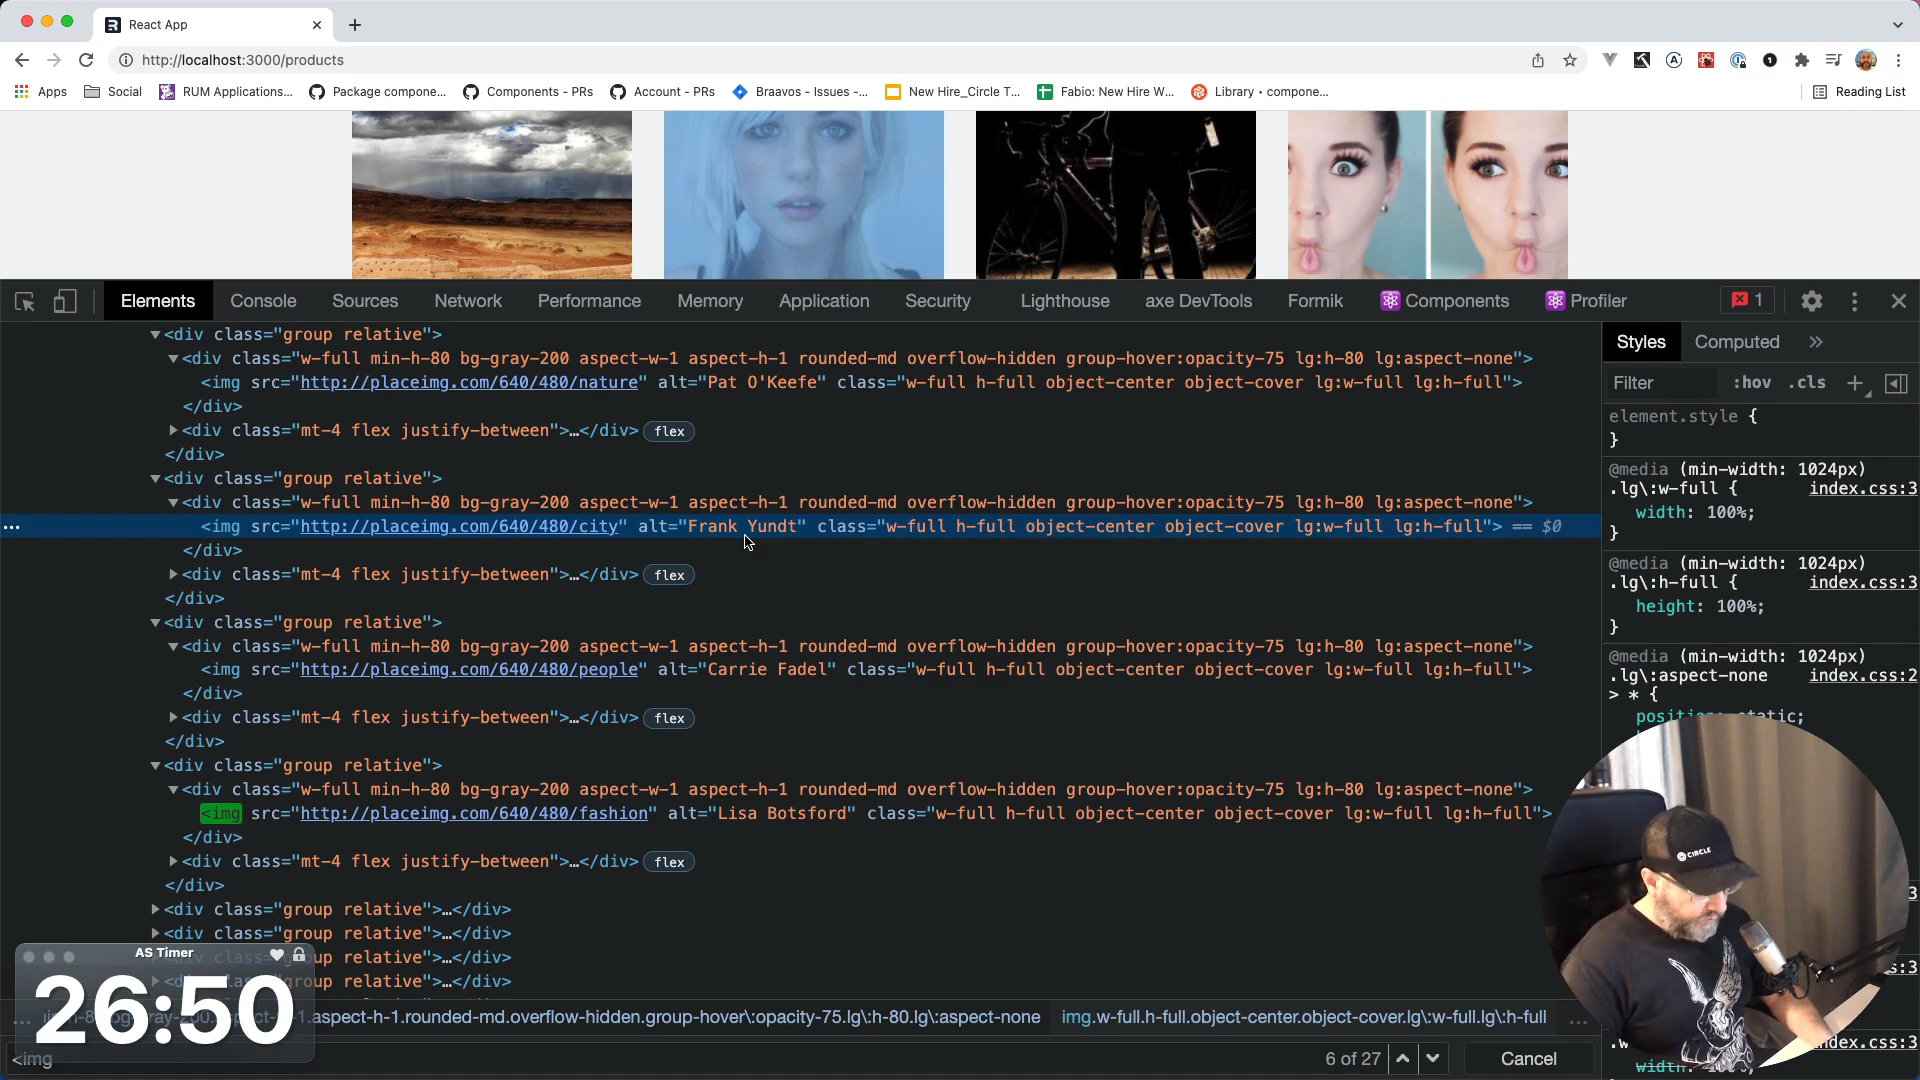 React App
http://localhost:3000/products
Apps Social RUM Applications... Package compone... Components - PRs Account - PRs Braavos - Issues -... New Hire_Circle T... Fabio: New Hire W... Library • compone... Reading List
Elements Console Sources Network Performance Memory Application Security Lighthouse axe DevTools Formik Components Profiler 1
<div class="group relative">
<div class="w-full min-h-80 bg-gray-200 aspect-w-1 aspect-h-1 rounded-md overflow-hidden group-hover:opacity-75 lg:h-80 lg:aspect-none">
<img src="http://placeimg.com/640/480/nature" alt="Pat O'Keefe" class="w-full h-full object-center object-cover lg:w-full lg:h-full">
</div>
<div class="mt-4 flex justify-between">…</div> flex
</div>
<div class="group relative">
<div class="w-full min-h-80 bg-gray-200 aspect-w-1 aspect-h-1 rounded-md overflow-hidden group-hover:opacity-75 lg:h-80 lg:aspect-none">
<img src="http://placeimg.com/640/480/city" alt="Frank Yundt" class="w-full h-full object-center object-cover lg:w-full lg:h-full"> == $0
</div>
<div class="mt-4 flex justify-between">…</div> flex
</div>
<div class="group relative">
<div class="w-full min-h-80 bg-gray-200 aspect-w-1 aspect-h-1 rounded-md overflow-hidden group-hover:opacity-75 lg:h-80 lg:aspect-none">
<img src="http://placeimg.com/640/480/people" alt="Carrie Fadel" class="w-full h-full object-center object-cover lg:w-full lg:h-full">
</div>
<div class="mt-4 flex justify-between">…</div> flex
</div>
<div class="group relative">
<div class="w-full min-h-80 bg-gray-200 aspect-w-1 aspect-h-1 rounded-md overflow-hidden group-hover:opacity-75 lg:h-80 lg:aspect-none">
<img src="http://placeimg.com/640/480/fashion" alt="Lisa Botsford" class="w-full h-full object-center object-cover lg:w-full lg:h-full">
</div>
<div class="mt-4 flex justify-between">…</div> flex
</div>
<div class="group relative">…</div>
<div class="group relative">…</div>
class="group relative">…</div>
class="group relative">…</div>
Styles Computed »
Filter :hov .cls +
element.style {
}
@media (min-width: 1024px)
.lg\:w-full { index.css:3
width: 100%;
}
@media (min-width: 1024px)
.lg\:h-full { index.css:3
height: 100%;
}
@media (min-width: 1024px)
.lg\:aspect-none index.css:2
> * {
position: static;
s:3
s:3
index.css:3
width:
CIRCLE
AS Timer
26:50
.aspect-h-1.rounded-md.overflow-hidden.group-hover\:opacity-75.lg\:h-80.lg\:aspect-none img.w-full.h-full.object-center.object-cover.lg\:w-full.lg\:h-full ...
<img 6 of 27 Cancel